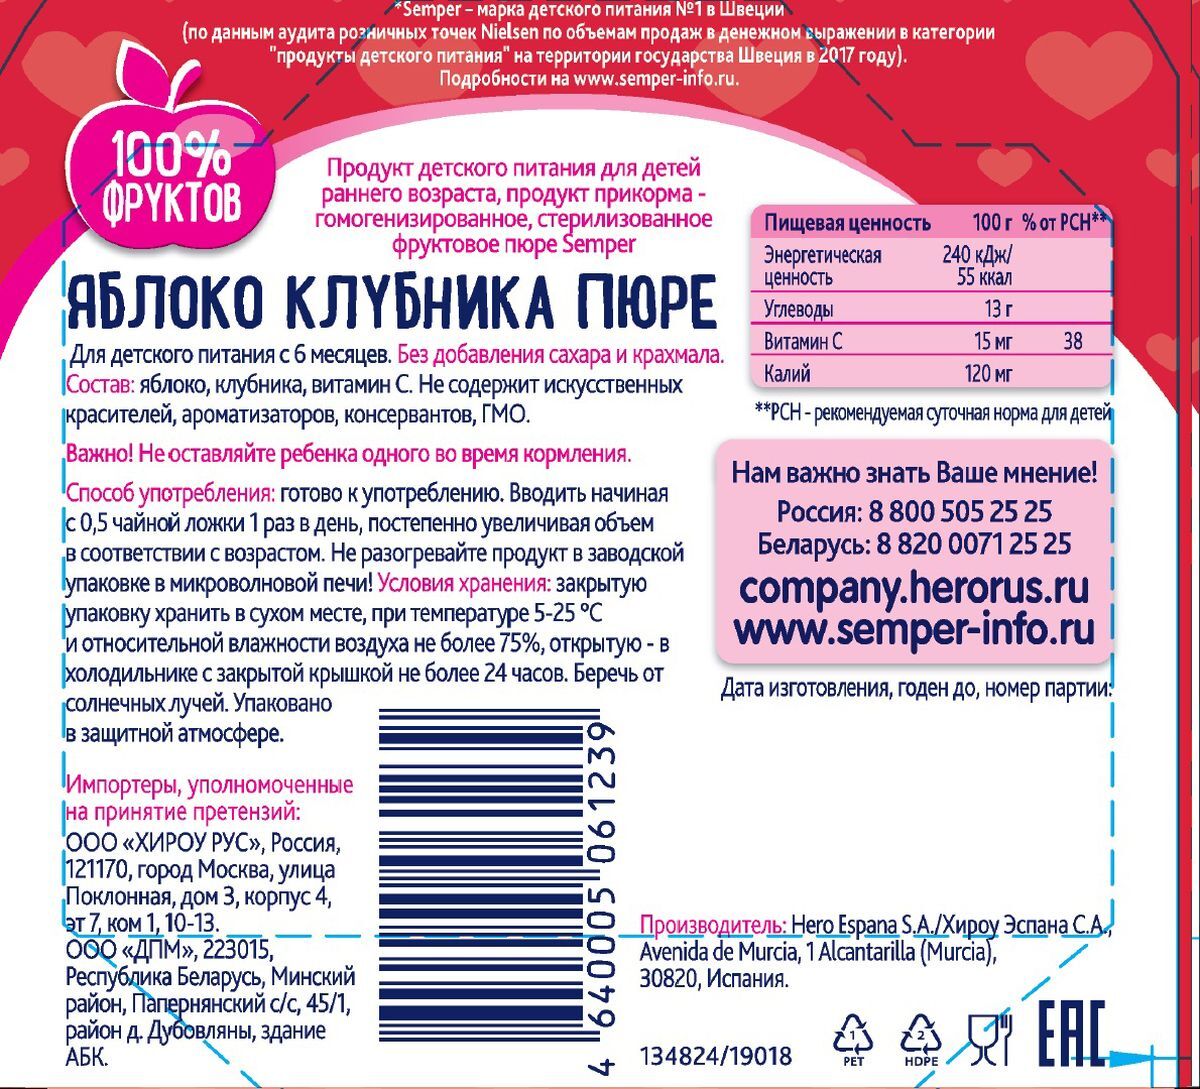 *Semper – марка детского питания №1 в Швеции
(по данным аудита розничных точек Nielsen по объемам продаж в денежном выражении в категории
"продукты детского питания" на территории государства Швеция в 2017 году).
Подробности на www.semper-info.ru.
100%
ФРУКТОВ
Продукт детского питания для детей
раннего возраста, продукт прикорма -
гомогенизированное, стерилизованное
фруктовое пюре Semper
ЯБЛОКО КЛУБНИКА ПЮРЕ
Для детского питания с 6 месяцев. Без добавления сахара и крахмала.
Состав: яблоко, клубника, витамин С. Не содержит искусственных
красителей, ароматизаторов, консервантов, ГМО.
Важно! Не оставляйте ребенка одного во время кормления.
Способ употребления: готово к употреблению. Вводить начиная
с 0,5 чайной ложки 1 раз в день, постепенно увеличивая объем
в соответствии с возрастом. Не разогревайте продукт в заводской
упаковке в микроволновой печи! Условия хранения: закрытую
упаковку хранить в сухом месте, при температуре 5-25 °С
и относительной влажности воздуха не более 75%, открытую - в
холодильнике с закрытой крышкой не более 24 часов. Беречь от
солнечных лучей. Упаковано
в защитной атмосфере.
Импортеры, уполномоченные
на принятие претензий:
ООО «ХИРОУ РУС», Россия,
121170, город Москва, улица
Поклонная, дом 3, корпус 4,
эт 7, ком 1, 10-13.
ООО «ДПМ», 223015,
Республика Беларусь, Минский
район, Папернянский с/с, 45/1,
район д. Дубовляны, здание
АБК.
4 640005 061239
Пищевая ценность 100 г % от РСН**
Энергетическая 240 кДж/
ценность 55 ккал
Углеводы 13 г
Витамин С 15 мг 38
Калий 120 мг
**РСН - рекомендуемая суточная норма для детей
Нам важно знать Ваше мнение!
Россия: 8 800 505 25 25
Беларусь: 8 820 0071 25 25
company.herorus.ru
www.semper-info.ru
Дата изготовления, годен до, номер партии:
Производитель: Hero Espana S.A./Хироу Эспана С.А.,
Avenida de Murcia, 1 Alcantarilla (Murcia),
30820, Испания.
134824/19018
1
PET
2
HDPE
EAC